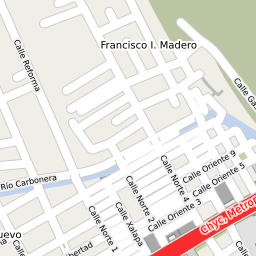 Francisco I. Madero
Calle Reforma
Calle Ga
Río Carbonera
Calle Oriente 9
Calle Oriente 5
Calle Oriente 3
Calle Norte 4
Calle Norte 2
Calle Xalapa
Calle Norte 1
Chyc, Metro
uevo
bertad